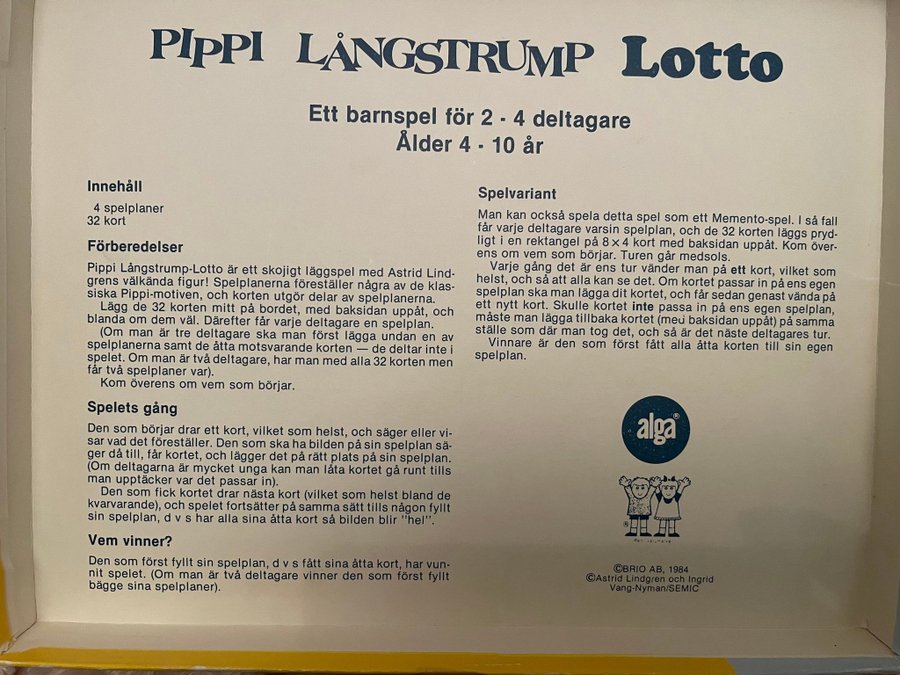 PIPPI LÅNGSTRUMP Lotto
Ett barnspel för 2 - 4 deltagare
Ålder 4 - 10 år
Innehåll
4 spelplaner
32 kort
Förberedelser
Pippi Långstrump-Lotto är ett skojigt läggspel med Astrid Lind-
grens välkända figur! Spelplanerna föreställer några av de klas-
siska Pippi-motiven, och korten utgör delar av spelplanerna.
Lägg de 32 korten mitt på bordet, med baksidan uppåt, och
blanda om dem väl. Därefter får varje deltagare en spelplan.
(Om man är tre deltagare ska man först lägga undan en av
spelplanerna samt de åtta motsvarande korten — de deltar inte i
spelet. Om man är två deltagare, har man med alla 32 korten men
får två spelplaner var).
Kom överens om vem som börjar.
Spelets gång
Den som börjar drar ett kort, vilket som helst, och säger eller vi-
sar vad det föreställer. Den som ska ha bilden på sin spelplan sä-
ger då till, får kortet, och lägger det på rätt plats på sin spelplan.
(Om deltagarna är mycket unga kan man låta kortet gå runt tills
man upptäcker var det passar in).
Den som fick kortet drar nästa kort (vilket som helst bland de
kvarvarande), och spelet fortsätter på samma sätt tills någon fyllt
sin spelplan, d v s har alla sina åtta kort så bilden blir "hel".
Vem vinner?
Den som först fyllt sin spelplan, d v s fått sina åtta kort, har vun-
nit spelet. (Om man är två deltagare vinner den som först fyllt
bägge sina spelplaner).
Spelvariant
Man kan också spela detta spel som ett Memento-spel. I så fall
får varje deltagare varsin spelplan, och de 32 korten läggs pryd-
ligt i en rektangel på 8×4 kort med baksidan uppåt. Kom över-
ens om vem som börjar. Turen går medsols.
Varje gång det är ens tur vänder man på ett kort, vilket som
helst, och så att alla kan se det. Om kortet passar in på ens egen
spelplan ska man lägga dit kortet, och får sedan genast vända på
ett nytt kort. Skulle kortet inte passa in på ens egen spelplan,
måste man lägga tillbaka kortet (med baksidan uppåt) på samma
ställe som där man tog det, och så är det näste deltagares tur.
Vinnare är den som först fått alla åtta korten till sin egen
spelplan.
alga®
®
©BRIO AB, 1984
©Astrid Lindgren och Ingrid
Vang-Nyman/SEMIC